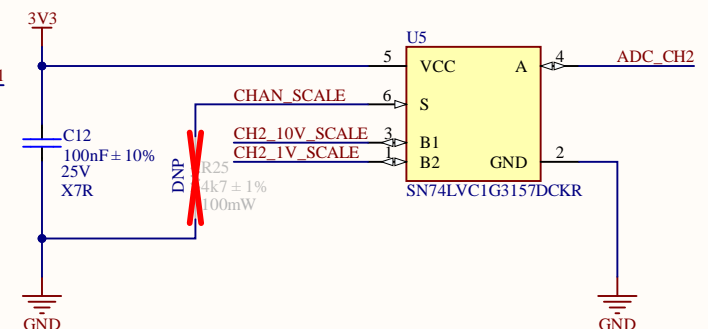 3V3
U5
5
VCC
A
4
ADC_CH2
CHAN_SCALE
6
S
CH2_10V_SCALE
3
B1
CH2_1V_SCALE
1
B2
GND
2
SN74LVC1G3157DCKR
C12
100nF ± 10%
25V
X7R
DNP
R25
4k7 ± 1%
100mW
GND
GND